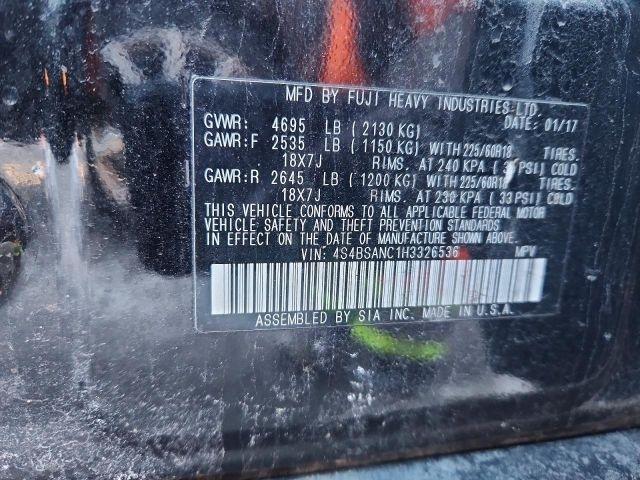 MFD BY FUJI HEAVY INDUSTRIES LTD.
GVWR: 4695 LB ( 2130 KG) DATE: 01/17
GAWR:F 2535 LB ( 1150 KG) WITH 225/60R18 TIRES.
18X7J RIMS. AT 240 KPA ( PSI) COLD
GAWR:R 2645 LB ( 1200 KG) WITH 225/60R18 TIRES.
18X7J RIMS. AT 230 KPA ( 33 PSI) COLD
THIS VEHICLE CONFORMS TO ALL APPLICABLE FEDERAL MOTOR
VEHICLE SAFETY AND THEFT PREVENTION STANDARDS
IN EFFECT ON THE DATE OF MANUFACTURE SHOWN ABOVE.
VIN: 4S4BSANC1H3326536 MPV
ASSEMBLED BY SIA INC. MADE IN U.S.A.